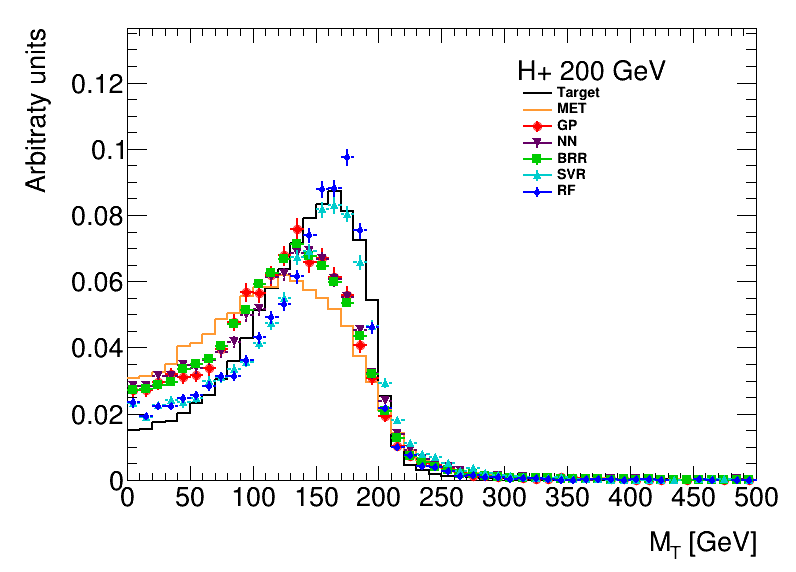 Arbitraty units
0.12
0.1
0.08
0.06
0.04
0.02
0
H+ 200 GeV
Target
MET
GP
NN
BRR
SVR
RF
0 50 100 150 200 250 300 350 400 450 500
M_T [GeV]